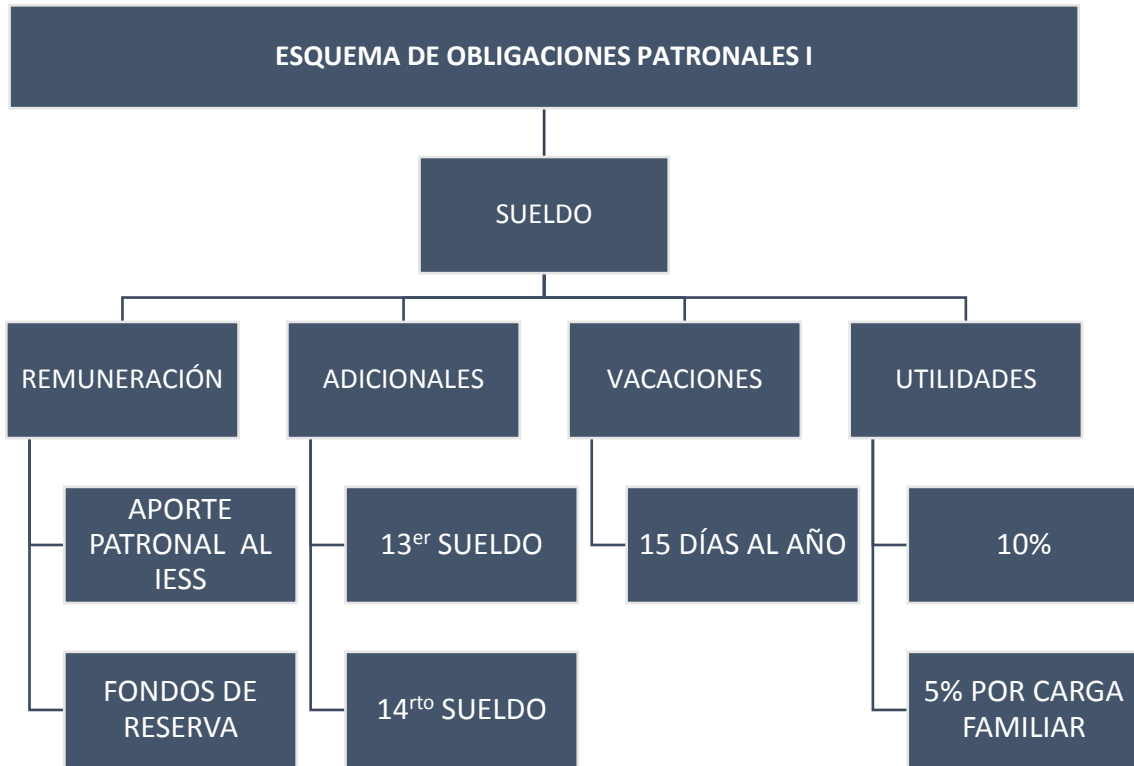 ESQUEMA DE OBLIGACIONES PATRONALES I
SUELDO
REMUNERACIÓN
APORTE
PATRONAL AL
IESS
FONDOS DE
RESERVA
ADICIONALES
13er SUELDO
14rto SUELDO
VACACIONES
15 DÍAS AL AÑO
UTILIDADES
10%
5% POR CARGA
FAMILIAR